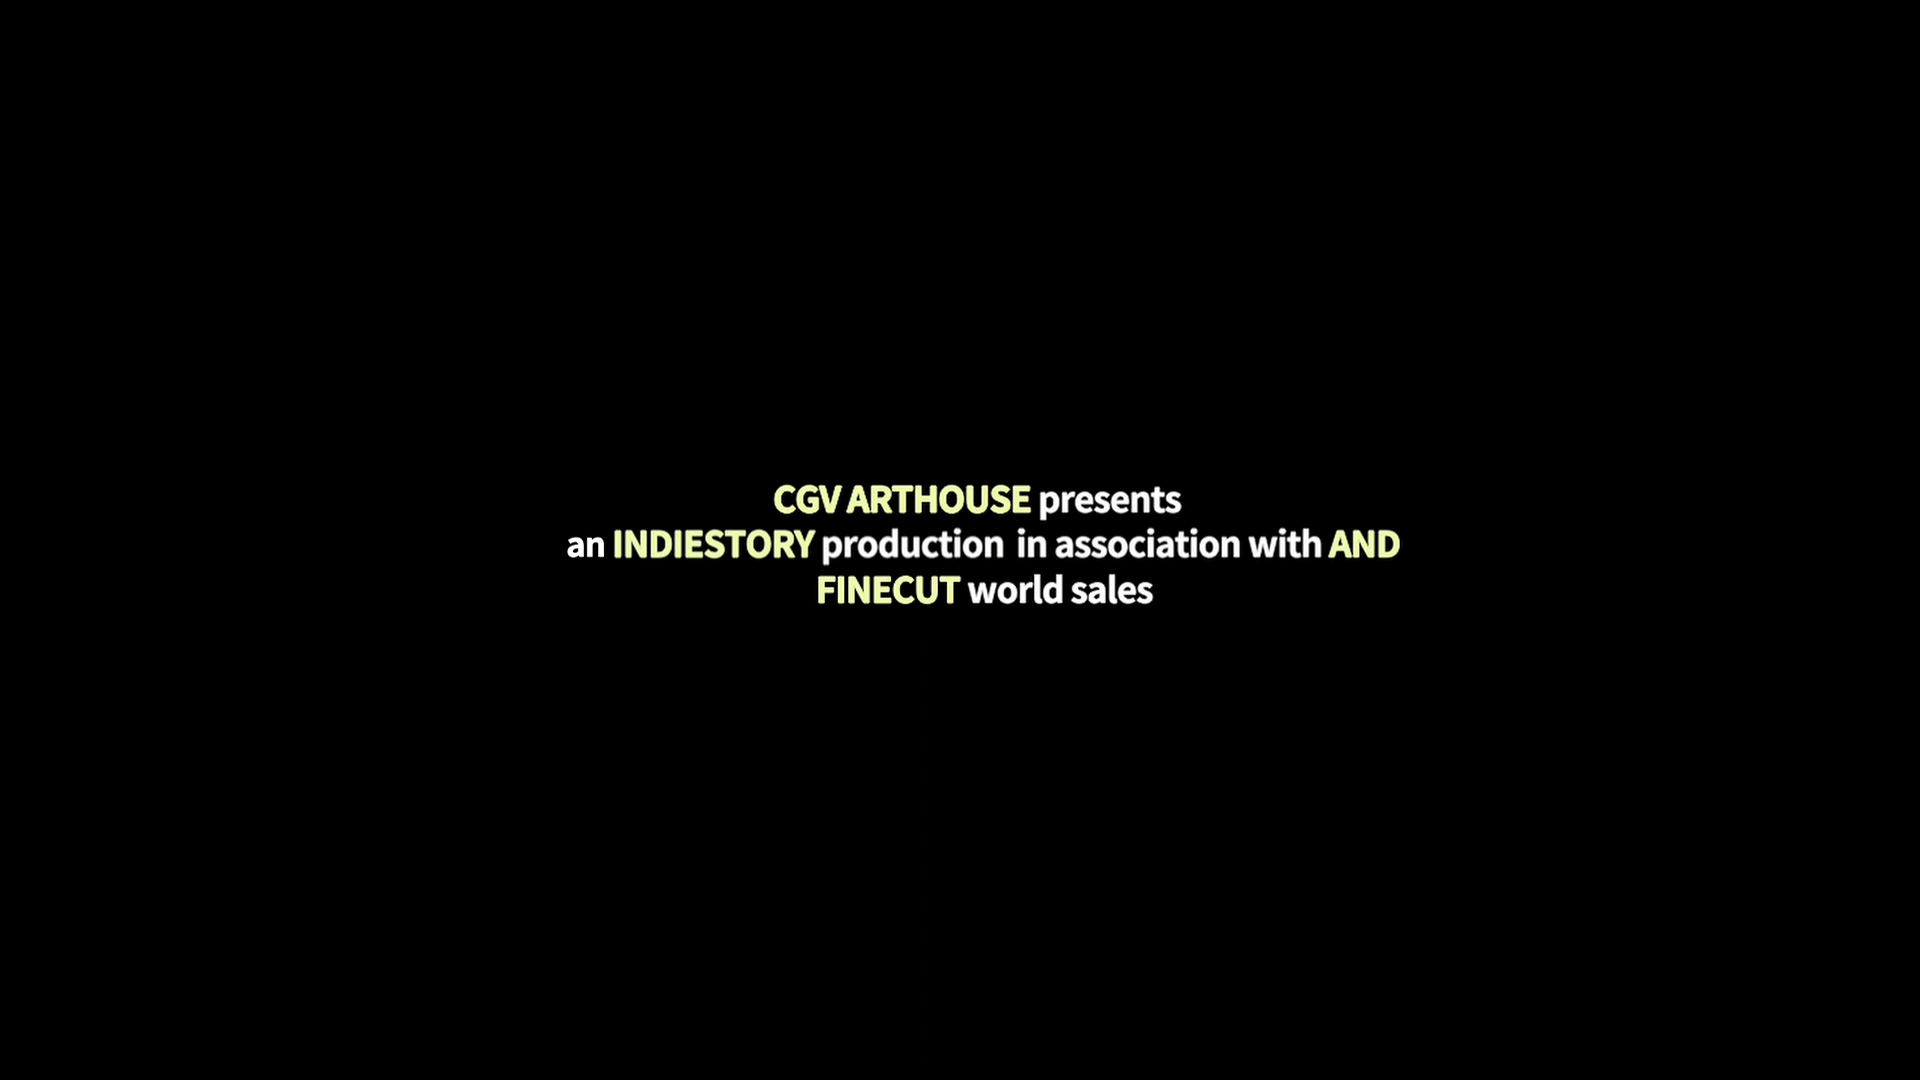 CGV ARTHOUSE presents
an INDIESTORY production in association with AND
FINECUT world sales